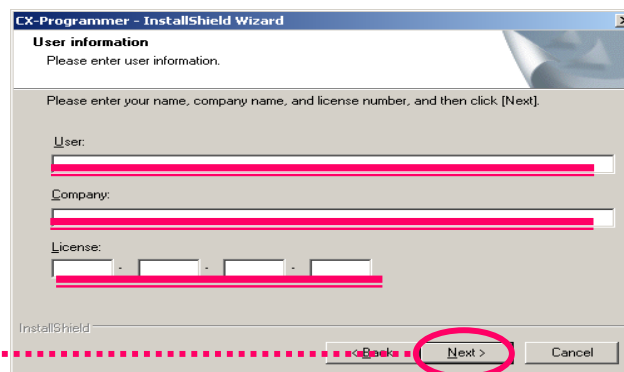 CX-Programmer - InstallShield Wizard
User information
Please enter user information.
Please enter your name, company name, and license number, and then click [Next].
User:
Company:
License:
- - -
InstallShield
< Back Next > Cancel